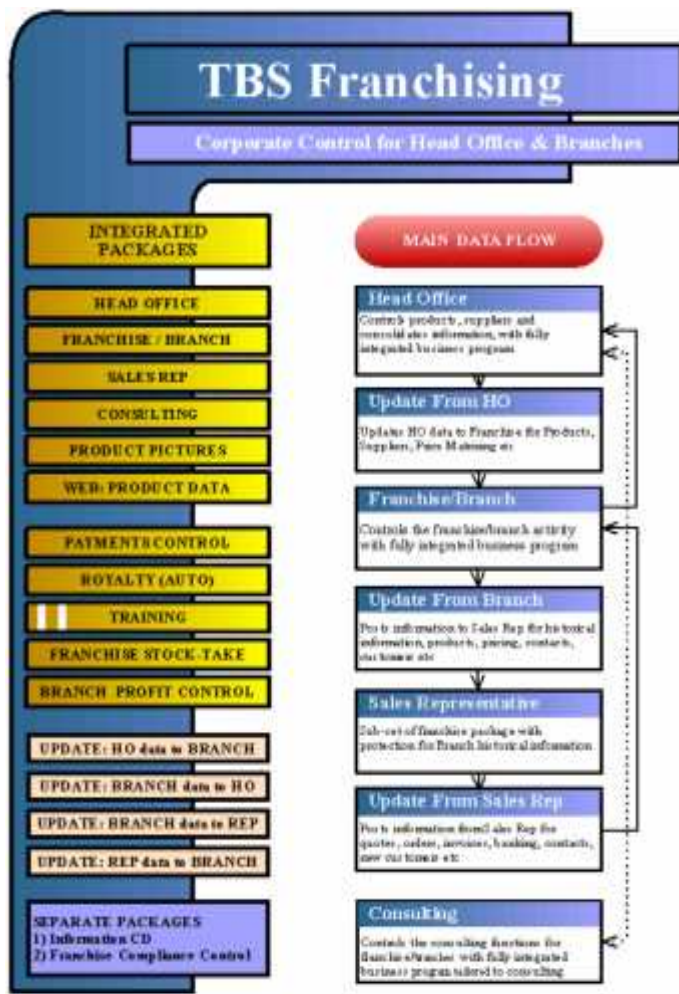 TBS Franchising
Corporate Control for Head Office & Branches
INTEGRATED
PACKAGES
HEAD OFFICE
FRANCHISE / BRANCH
SALES REP
CONSULTING
PRODUCT PICTURES
WEB: PRODUCT DATA
PAYMENTS CONTROL
ROYALTY (AUTO)
TRAINING
FRANCHISE STOCK-TAKE
BRANCH PROFIT CONTROL
UPDATE: HO data to BRANCH
UPDATE: BRANCH data to HO
UPDATE: BRANCH data to REP
UPDATE: REP data to BRANCH
SEPARATE PACKAGES
1) Information CD
2) Franchise Compliance Control
MAIN DATA FLOW
Head Office
Controls products, suppliers and
consolidates information, with fully
integrated business program
Update From HO
Updates HO data to Franchise for Products,
Suppliers, Price Matrixing etc
Franchise/Branch
Controls the franchise/branch activity
with fully integrated business program
Update From Branch
Posts information to Sales Rep for historical
information, products, pricing, contacts,
customers etc
Sales Representative
Sub-set of franchise package with
protection for Branch historical information
Update From Sales Rep
Posts information from Sales Rep for
quotes, orders, invoices, banking, contacts,
new customers etc
Consulting
Controls the consulting functions for
franchise/branches with fully integrated
business program tailored to consulting